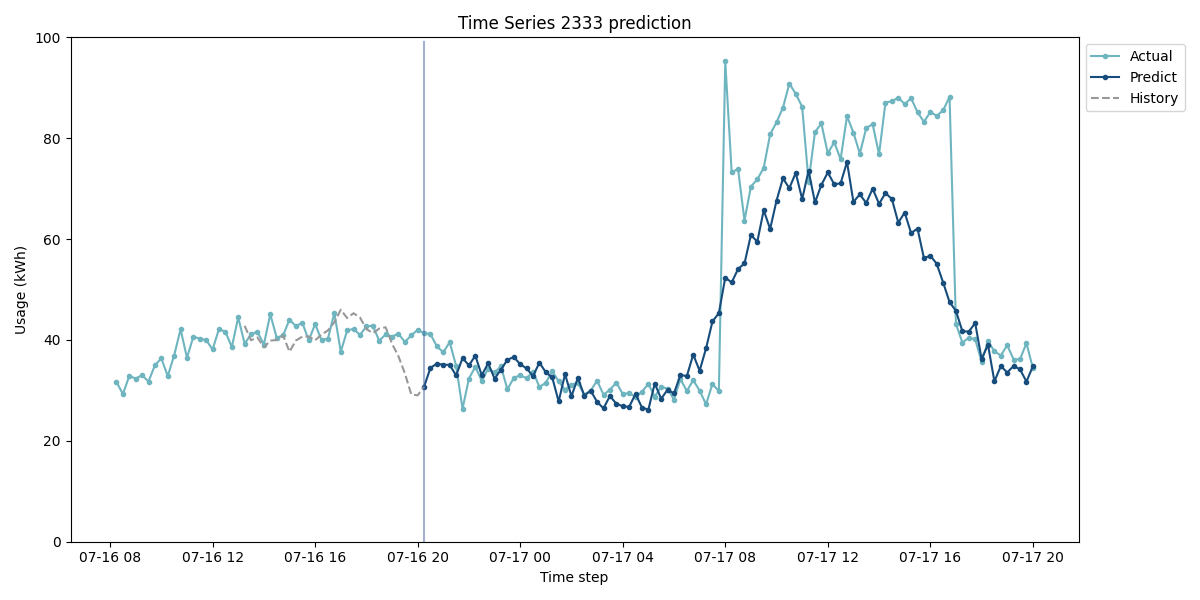 Time Series 2333 prediction
100
80
60
40
20
0
Usage (kWh)
07-16 08
07-16 12
07-16 16
07-16 20
07-17 00
07-17 04
07-17 08
07-17 12
07-17 16
07-17 20
Time step
Actual
Predict
History